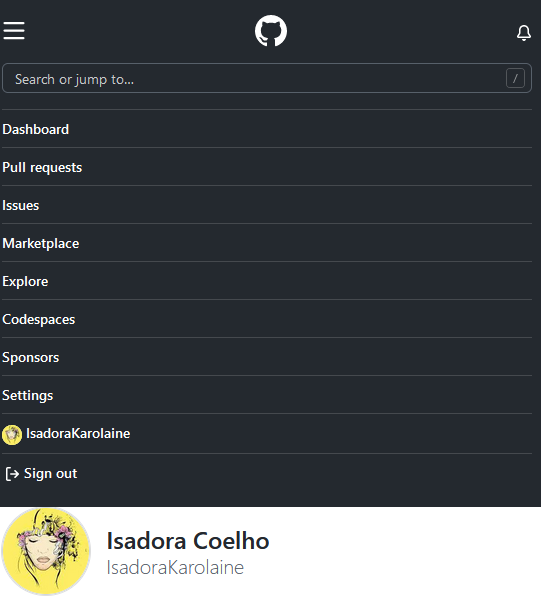 Search or jump to...
/
Dashboard
Pull requests
Issues
Marketplace
Explore
Codespaces
Sponsors
Settings
IsadoraKarolaine
Sign out
Isadora Coelho
IsadoraKarolaine